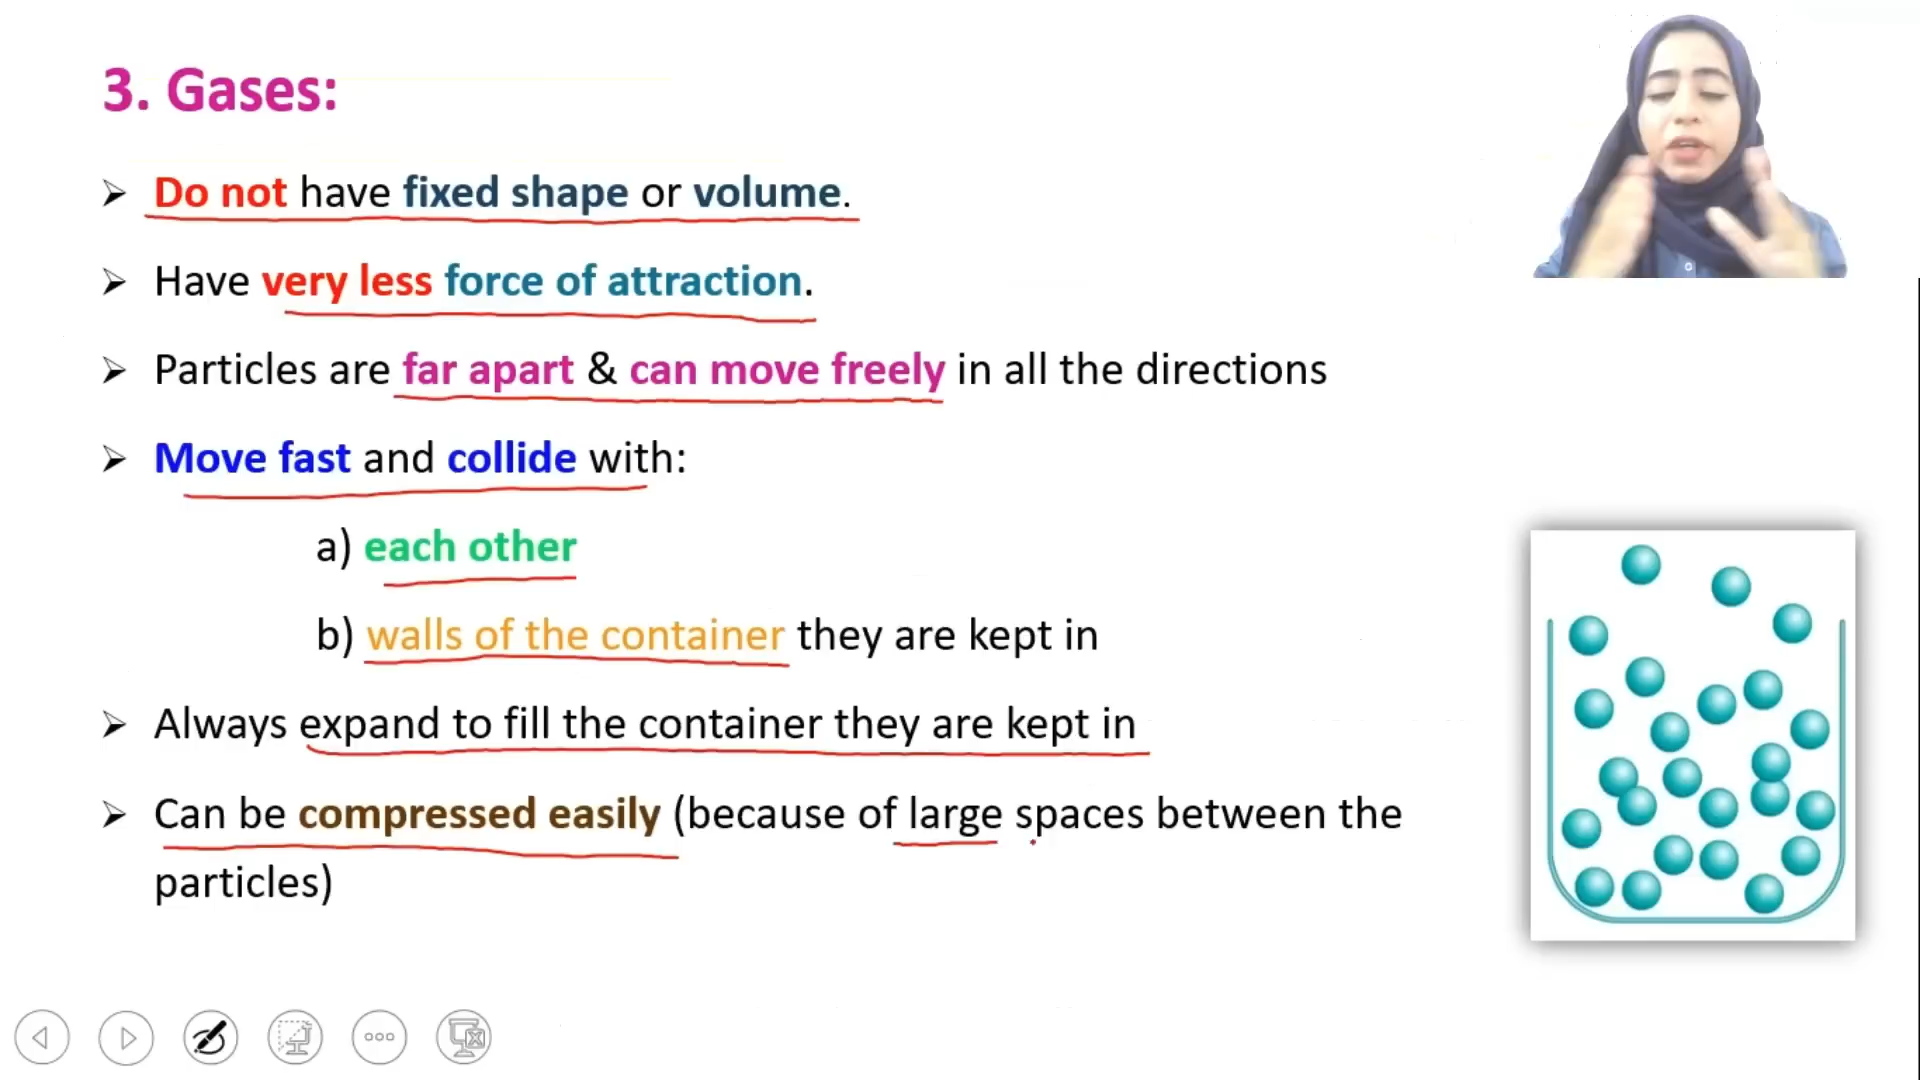 3. Gases:
➢ Do not have fixed shape or volume.
➢ Have very less force of attraction.
➢ Particles are far apart & can move freely in all the directions
➢ Move fast and collide with:
a) each other
b) walls of the container they are kept in
➢ Always expand to fill the container they are kept in
➢ Can be compressed easily (because of large spaces between the
particles)